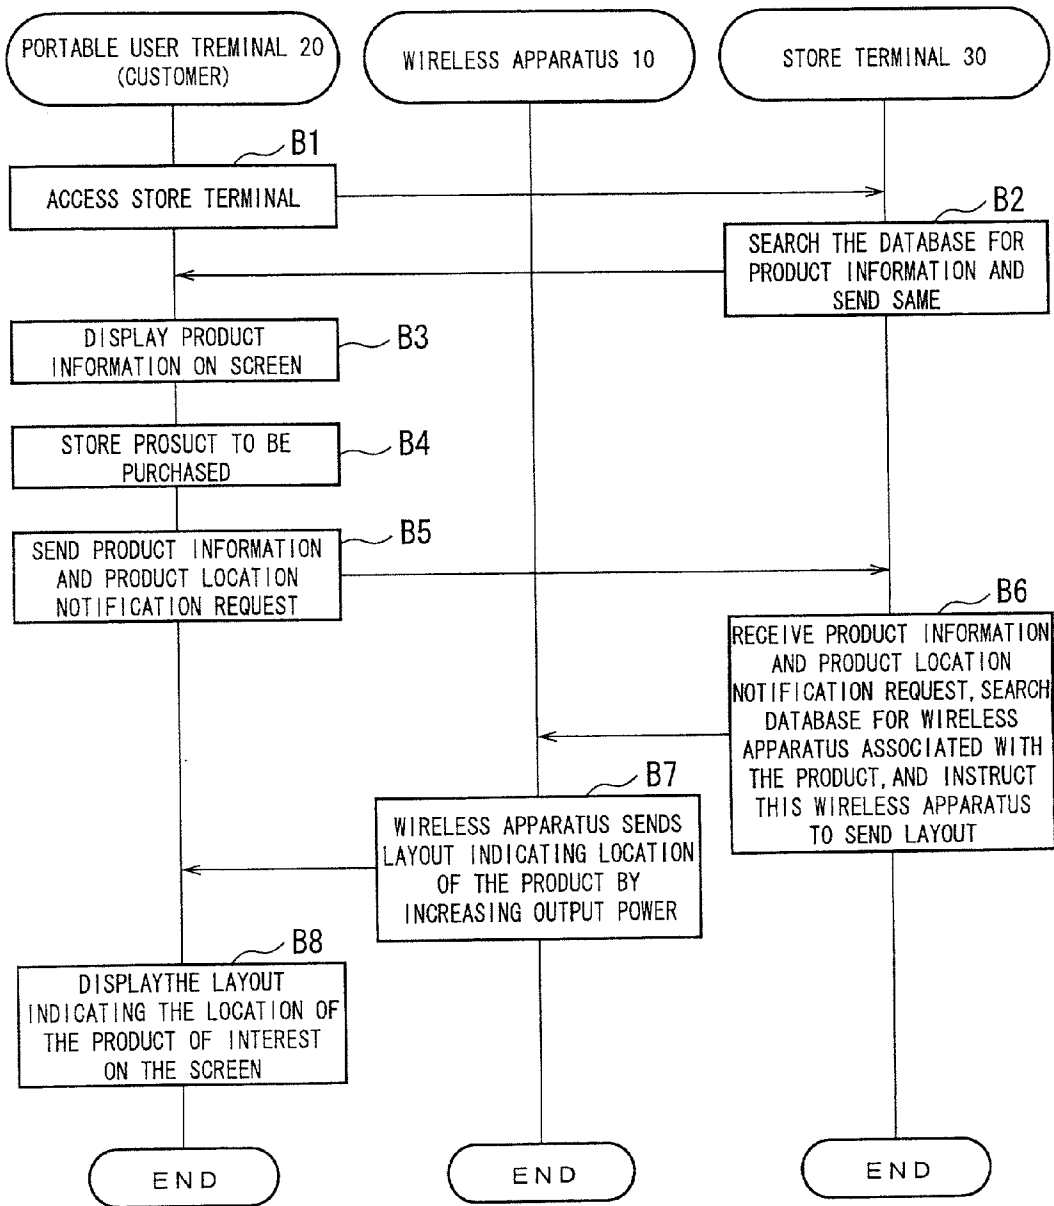 PORTABLE USER TREMINAL 20
(CUSTOMER)
WIRELESS APPARATUS 10
STORE TERMINAL 30
B1
ACCESS STORE TERMINAL
B2
SEARCH THE DATABASE FOR
PRODUCT INFORMATION AND
SEND SAME
DISPLAY PRODUCT
INFORMATION ON SCREEN
B3
STORE PROSUCT TO BE
PURCHASED
B4
SEND PRODUCT INFORMATION
AND PRODUCT LOCATION
NOTIFICATION REQUEST
B5
B6
RECEIVE PRODUCT INFORMATION
AND PRODUCT LOCATION
NOTIFICATION REQUEST, SEARCH
DATABASE FOR WIRELESS
APPARATUS ASSOCIATED WITH
THE PRODUCT, AND INSTRUCT
THIS WIRELESS APPARATUS
TO SEND LAYOUT
B7
WIRELESS APPARATUS SENDS
LAYOUT INDICATING LOCATION
OF THE PRODUCT BY
INCREASING OUTPUT POWER
B8
DISPLAYTHE LAYOUT
INDICATING THE LOCATION OF
THE PRODUCT OF INTEREST
ON THE SCREEN
END
END
END